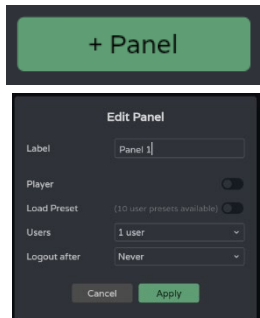 + Panel
Edit Panel
Label Panel 1
Player
Load Preset (10 user presets available)
Users 1 user
Logout after Never
Cancel Apply